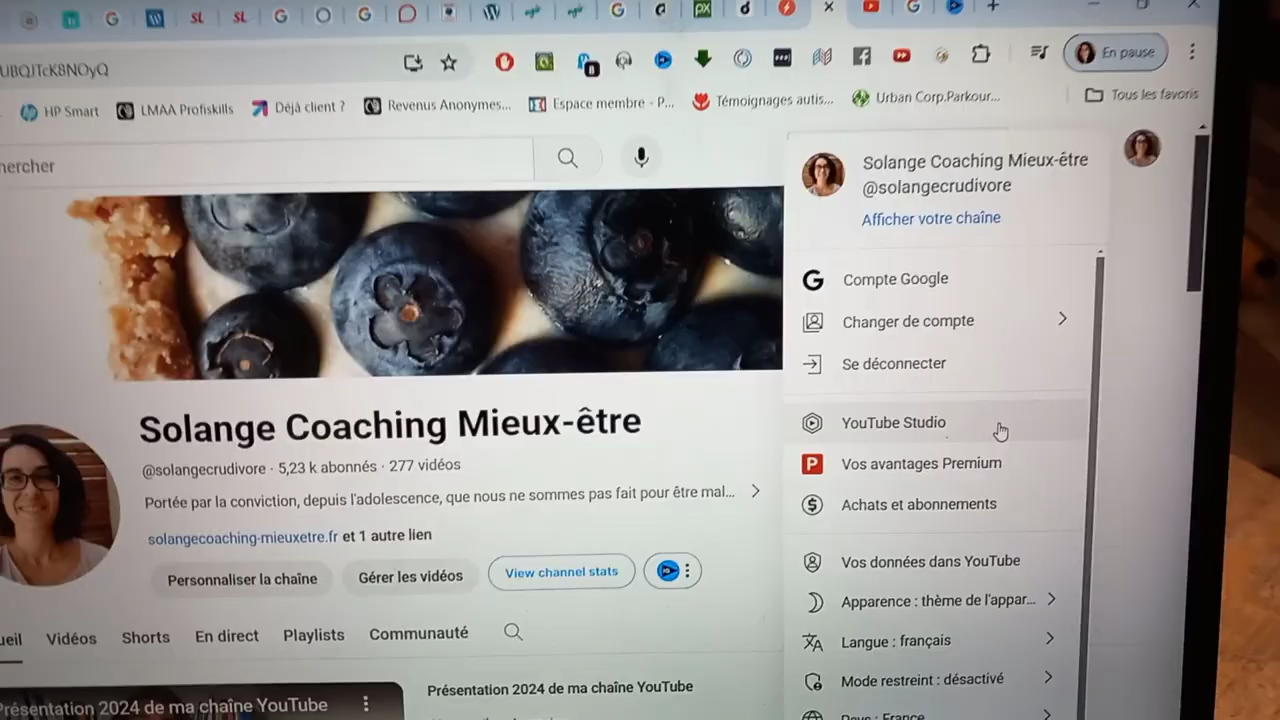 En pause
UBQJTcK8NOyQ
HP Smart
LMAA Profiskills
Déjà client ?
Revenus Anonymes...
Espace membre - P...
Témoignages autis...
Urban Corp.Parkour...
Tous les favoris
hercher
Solange Coaching Mieux-être
@solangecrudivore
Afficher votre chaîne
Compte Google
Changer de compte
Se déconnecter
YouTube Studio
Vos avantages Premium
Achats et abonnements
Vos données dans YouTube
Apparence : thème de l'appar...
Langue : français
Mode restreint : désactivé
Pays : France
Solange Coaching Mieux-être
@solangecrudivore · 5,23 k abonnés · 277 vidéos
Portée par la conviction, depuis l'adolescence, que nous ne sommes pas fait pour être mal...
solangecoaching-mieuxetre.fr et 1 autre lien
Personnaliser la chaîne
Gérer les vidéos
View channel stats
ueil
Vidéos
Shorts
En direct
Playlists
Communauté
Présentation 2024 de ma chaîne YouTube
Présentation 2024 de ma chaîne YouTube